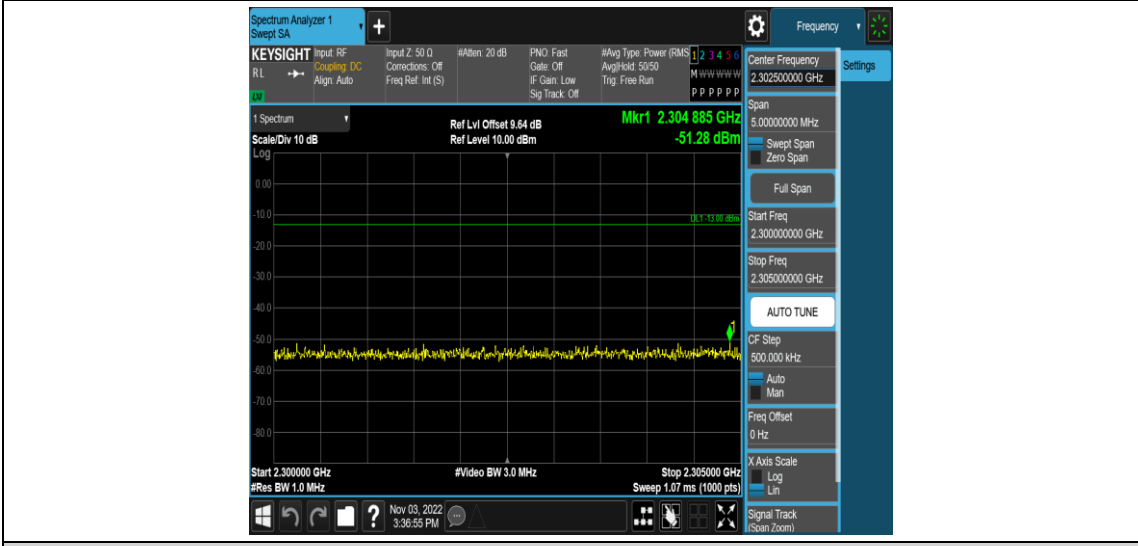 Spectrum Analyzer 1
Swept SA
+
Frequency
KEYSIGHT
RL
LXI
Input: RF
Coupling: DC
Align: Auto
Input Z: 50 Ω
Corrections: Off
Freq Ref: Int (S)
#Atten: 20 dB
PNO: Fast
Gate: Off
IF Gain: Low
Sig Track: Off
#Avg Type: Power (RMS
Avg|Hold: 50/50
Trig: Free Run
1 2 3 4 5 6
M W W W W W
P P P P P P
1 Spectrum
Scale/Div 10 dB
Log
Ref Lvl Offset 9.64 dB
Ref Level 10.00 dBm
Mkr1 2.304 885 GHz
-51.28 dBm
0.00
-10.0
DL1 -13.00 dBm
-20.0
-30.0
-40.0
1
-50.0
-60.0
-70.0
-80.0
Start 2.300000 GHz
#Res BW 1.0 MHz
#Video BW 3.0 MHz
Stop 2.305000 GHz
Sweep 1.07 ms (1000 pts)
?
Nov 03, 2022
3:36:55 PM
Center Frequency
2.302500000 GHz
Settings
Span
5.00000000 MHz
Swept Span
Zero Span
Full Span
Start Freq
2.300000000 GHz
Stop Freq
2.305000000 GHz
AUTO TUNE
CF Step
500.000 kHz
Auto
Man
Freq Offset
0 Hz
X Axis Scale
Log
Lin
Signal Track
(Span Zoom)